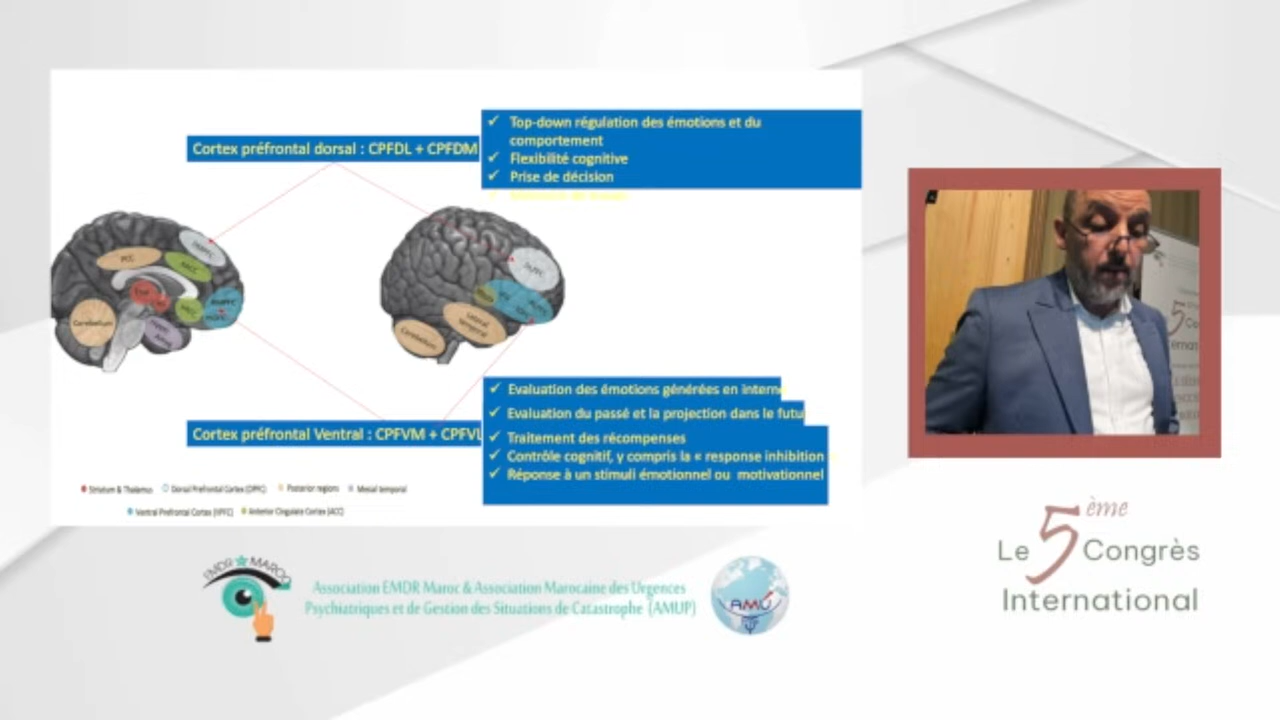 Top-down régulation des émotions et du
comportement
Flexibilité cognitive
Prise de décision
Cortex préfrontal dorsal : CPFDL + CPFDM
PCC
Cerebellum
Lateral
temporal
Cerebellum
Evaluation des émotions générées en intern
Evaluation du passé et la projection dans le futu
Traitement des récompenses
Contrôle cognitif, y compris la « response inhibition
Réponse à un stimuli émotionnel ou motivationnel
Cortex préfrontal Ventral : CPFVM + CPFVL
Striatum & Thalamus
Dorsal Prefrontal Cortex (DPFC)
Posterior regions
Mesial temporal
Ventral Prefrontal Cortex (VPFC)
Anterior Cingulate Cortex (ACC)
EMDR MAROC
Association EMDR Maroc & Association Marocaine des Urgences
Psychiatriques et de Gestion des Situations de Catastrophe (AMUP)
AMU
Le 5ème Congrès
International